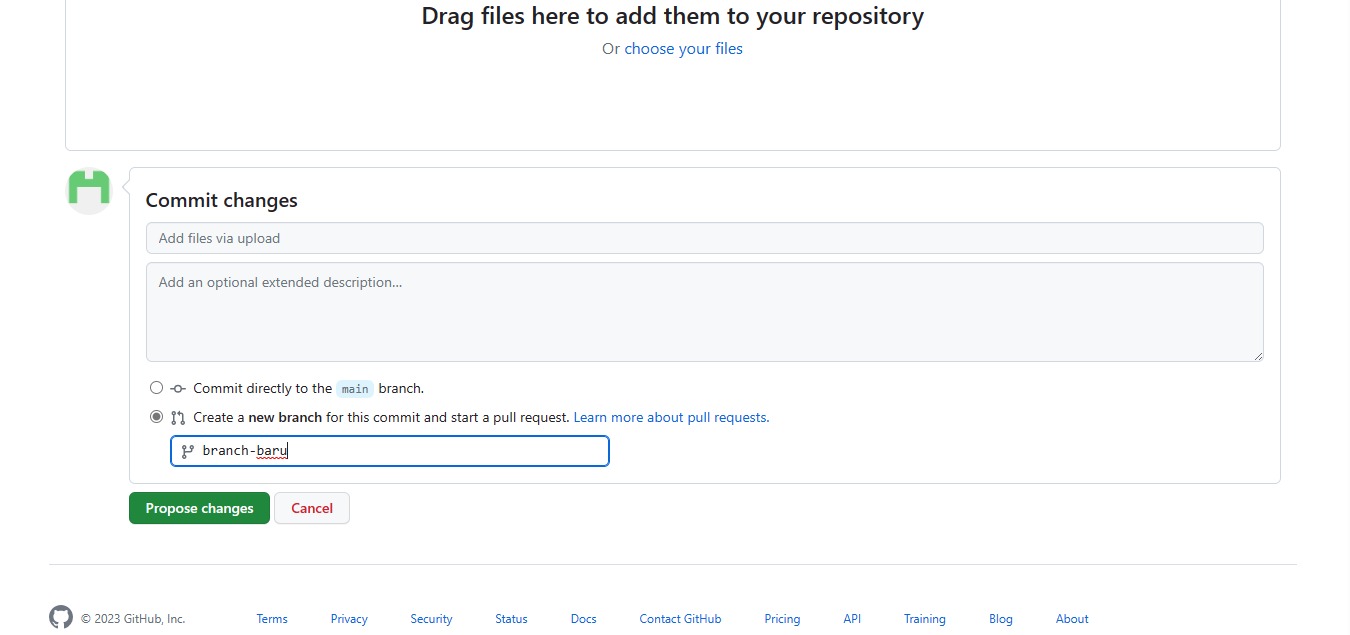 Drag files here to add them to your repository
Or choose your files
Commit changes
Add files via upload
Add an optional extended description...
Commit directly to the main branch.
Create a new branch for this commit and start a pull request. Learn more about pull requests.
branch-baru
Propose changes Cancel
© 2023 GitHub, Inc. Terms Privacy Security Status Docs Contact GitHub Pricing API Training Blog About